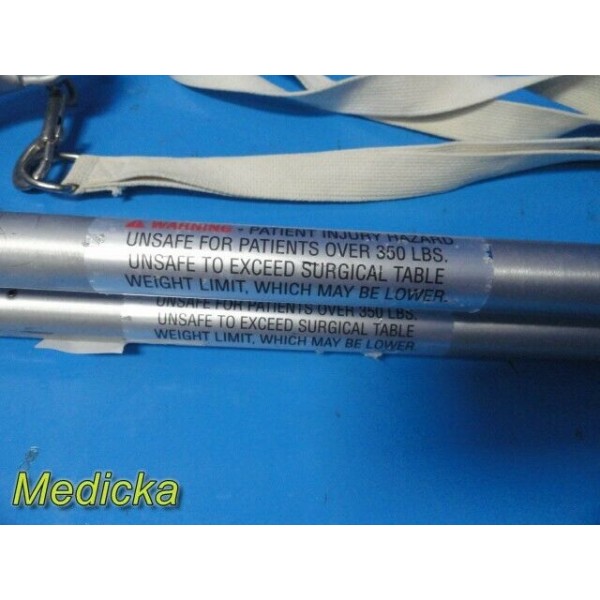 WARNING - PATIENT INJURY HAZARD.
UNSAFE FOR PATIENTS OVER 350 LBS.
UNSAFE TO EXCEED SURGICAL TABLE
WEIGHT LIMIT, WHICH MAY BE LOWER.
UNSAFE FOR PATIENTS OVER 350 LBS.
UNSAFE TO EXCEED SURGICAL TABLE
WEIGHT LIMIT, WHICH MAY BE LOWER.
Medicka